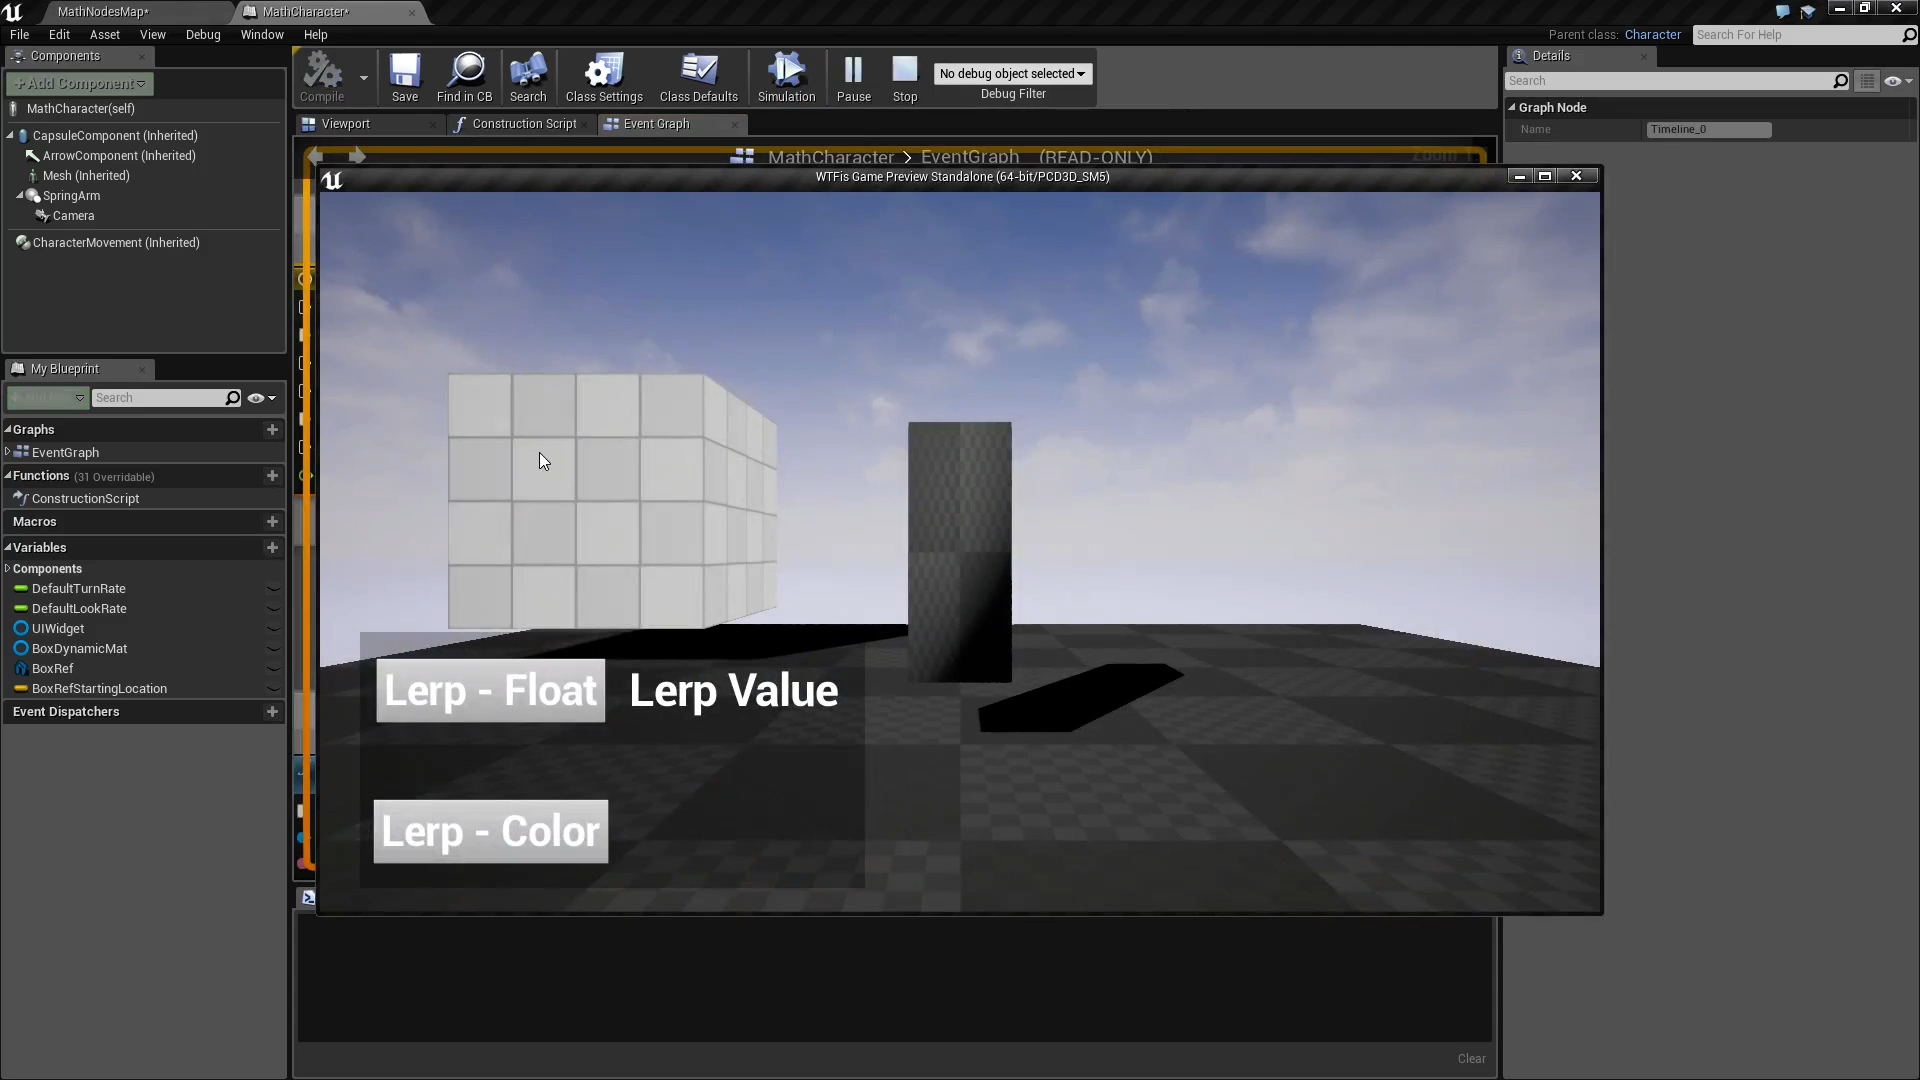 MathNodesMap*
MathCharacter*
File Edit Asset View Debug Window Help
Parent class: Character
Search For Help
Components
+Add Component
MathCharacter(self)
CapsuleComponent (Inherited)
ArrowComponent (Inherited)
Mesh (Inherited)
SpringArm
Camera
CharacterMovement (Inherited)
Compile
Save
Find in CB
Search
Class Settings
Class Defaults
Simulation
Pause
Stop
No debug object selected
Debug Filter
Details
Search
Graph Node
Name
Timeline_0
Viewport
Construction Script
Event Graph
MathCharacter > EventGraph (READ-ONLY)
WTFis Game Preview Standalone (64-bit/PCD3D_SM5)
My Blueprint
Search
Graphs
EventGraph
Functions (31 Overridable)
ConstructionScript
Macros
Variables
Components
DefaultTurnRate
DefaultLookRate
UIWidget
BoxDynamicMat
BoxRef
BoxRefStartingLocation
Event Dispatchers
Lerp - Float
Lerp Value
Lerp - Color
Clear